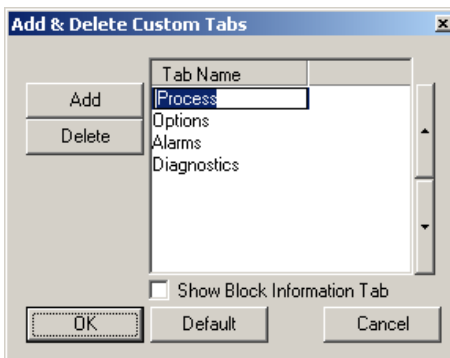 Add & Delete Custom Tabs
Tab Name
Add
Process
Options
Delete
Alarms
Diagnostics
Show Block Information Tab
OK
Default
Cancel